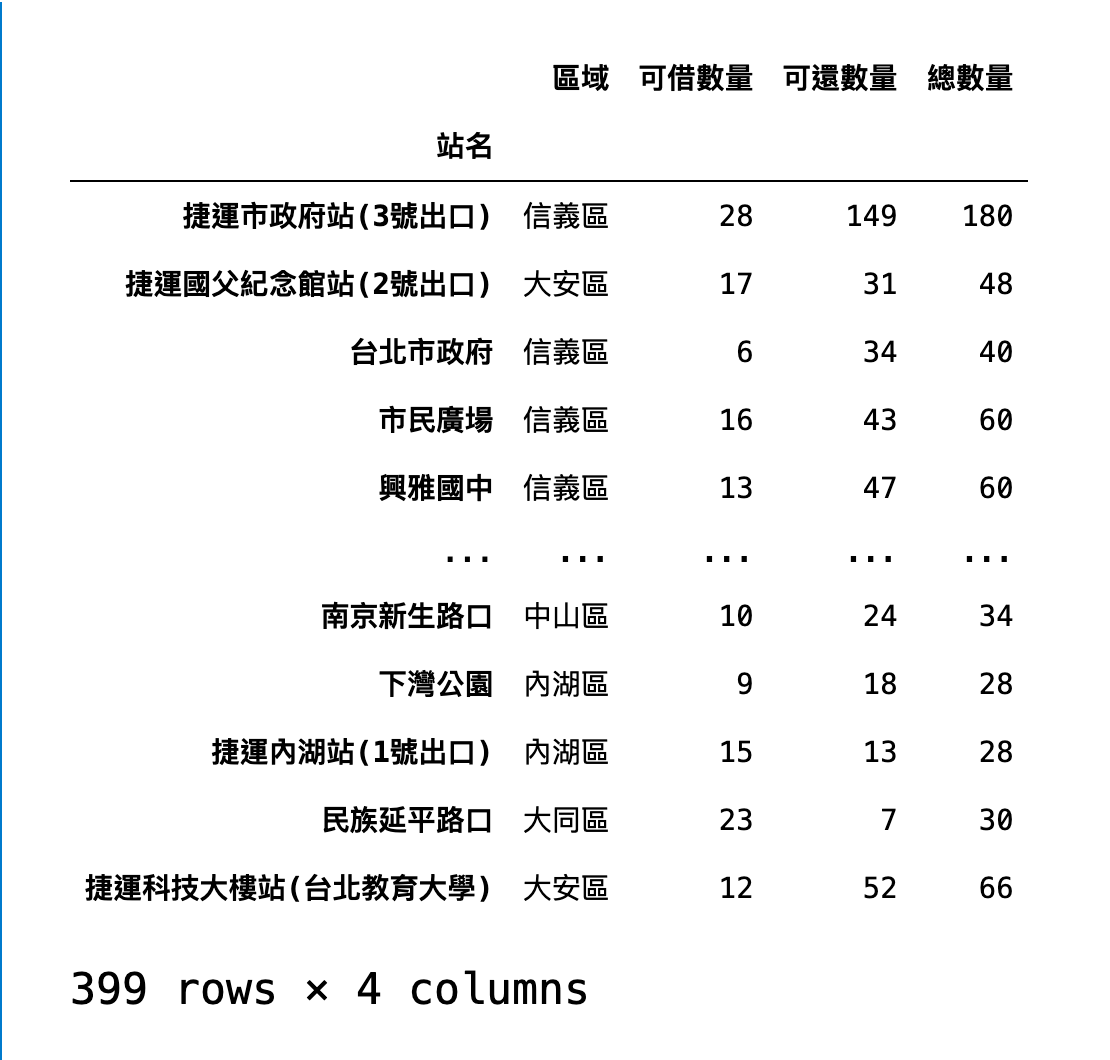 區域 可借數量 可還數量 總數量
站名
捷運市政府站(3號出口) 信義區 28 149 180
捷運國父紀念館站(2號出口) 大安區 17 31 48
台北市政府 信義區 6 34 40
市民廣場 信義區 16 43 60
興雅國中 信義區 13 47 60
... ... ... ... ...
南京新生路口 中山區 10 24 34
下灣公園 內湖區 9 18 28
捷運內湖站(1號出口) 內湖區 15 13 28
民族延平路口 大同區 23 7 30
捷運科技大樓站(台北教育大學) 大安區 12 52 66
399 rows × 4 columns